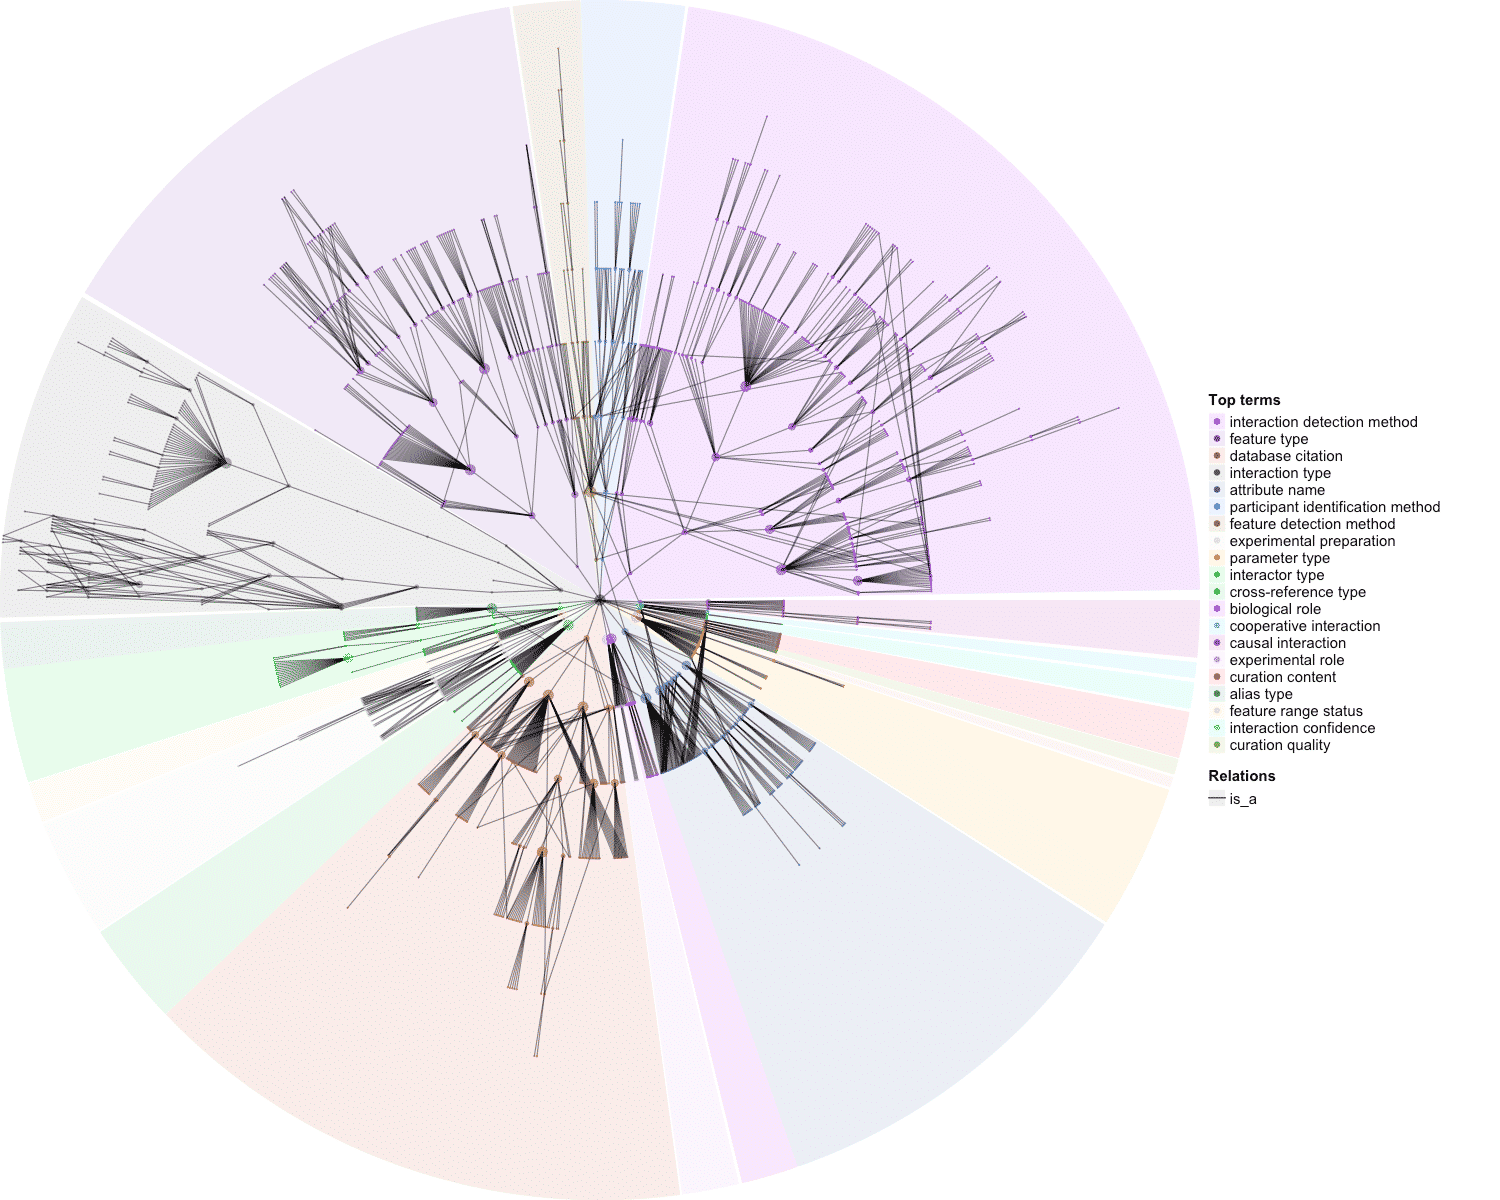 Top terms
interaction detection method
feature type
database citation
interaction type
attribute name
participant identification method
feature detection method
experimental preparation
parameter type
interactor type
cross-reference type
biological role
cooperative interaction
causal interaction
experimental role
curation content
alias type
feature range status
interaction confidence
curation quality
Relations
is_a